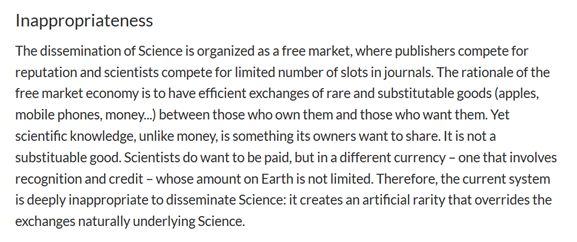 Inappropriateness
The dissemination of Science is organized as a free market, where publishers compete for
reputation and scientists compete for limited number of slots in journals. The rationale of the
free market economy is to have efficient exchanges of rare and substitutable goods (apples,
mobile phones, money...) between those who own them and those who want them. Yet
scientific knowledge, unlike money, is something its owners want to share. It is not a
substituable good. Scientists do want to be paid, but in a different currency – one that involves
recognition and credit – whose amount on Earth is not limited. Therefore, the current system
is deeply inappropriate to disseminate Science: it creates an artificial rarity that overrides the
exchanges naturally underlying Science.